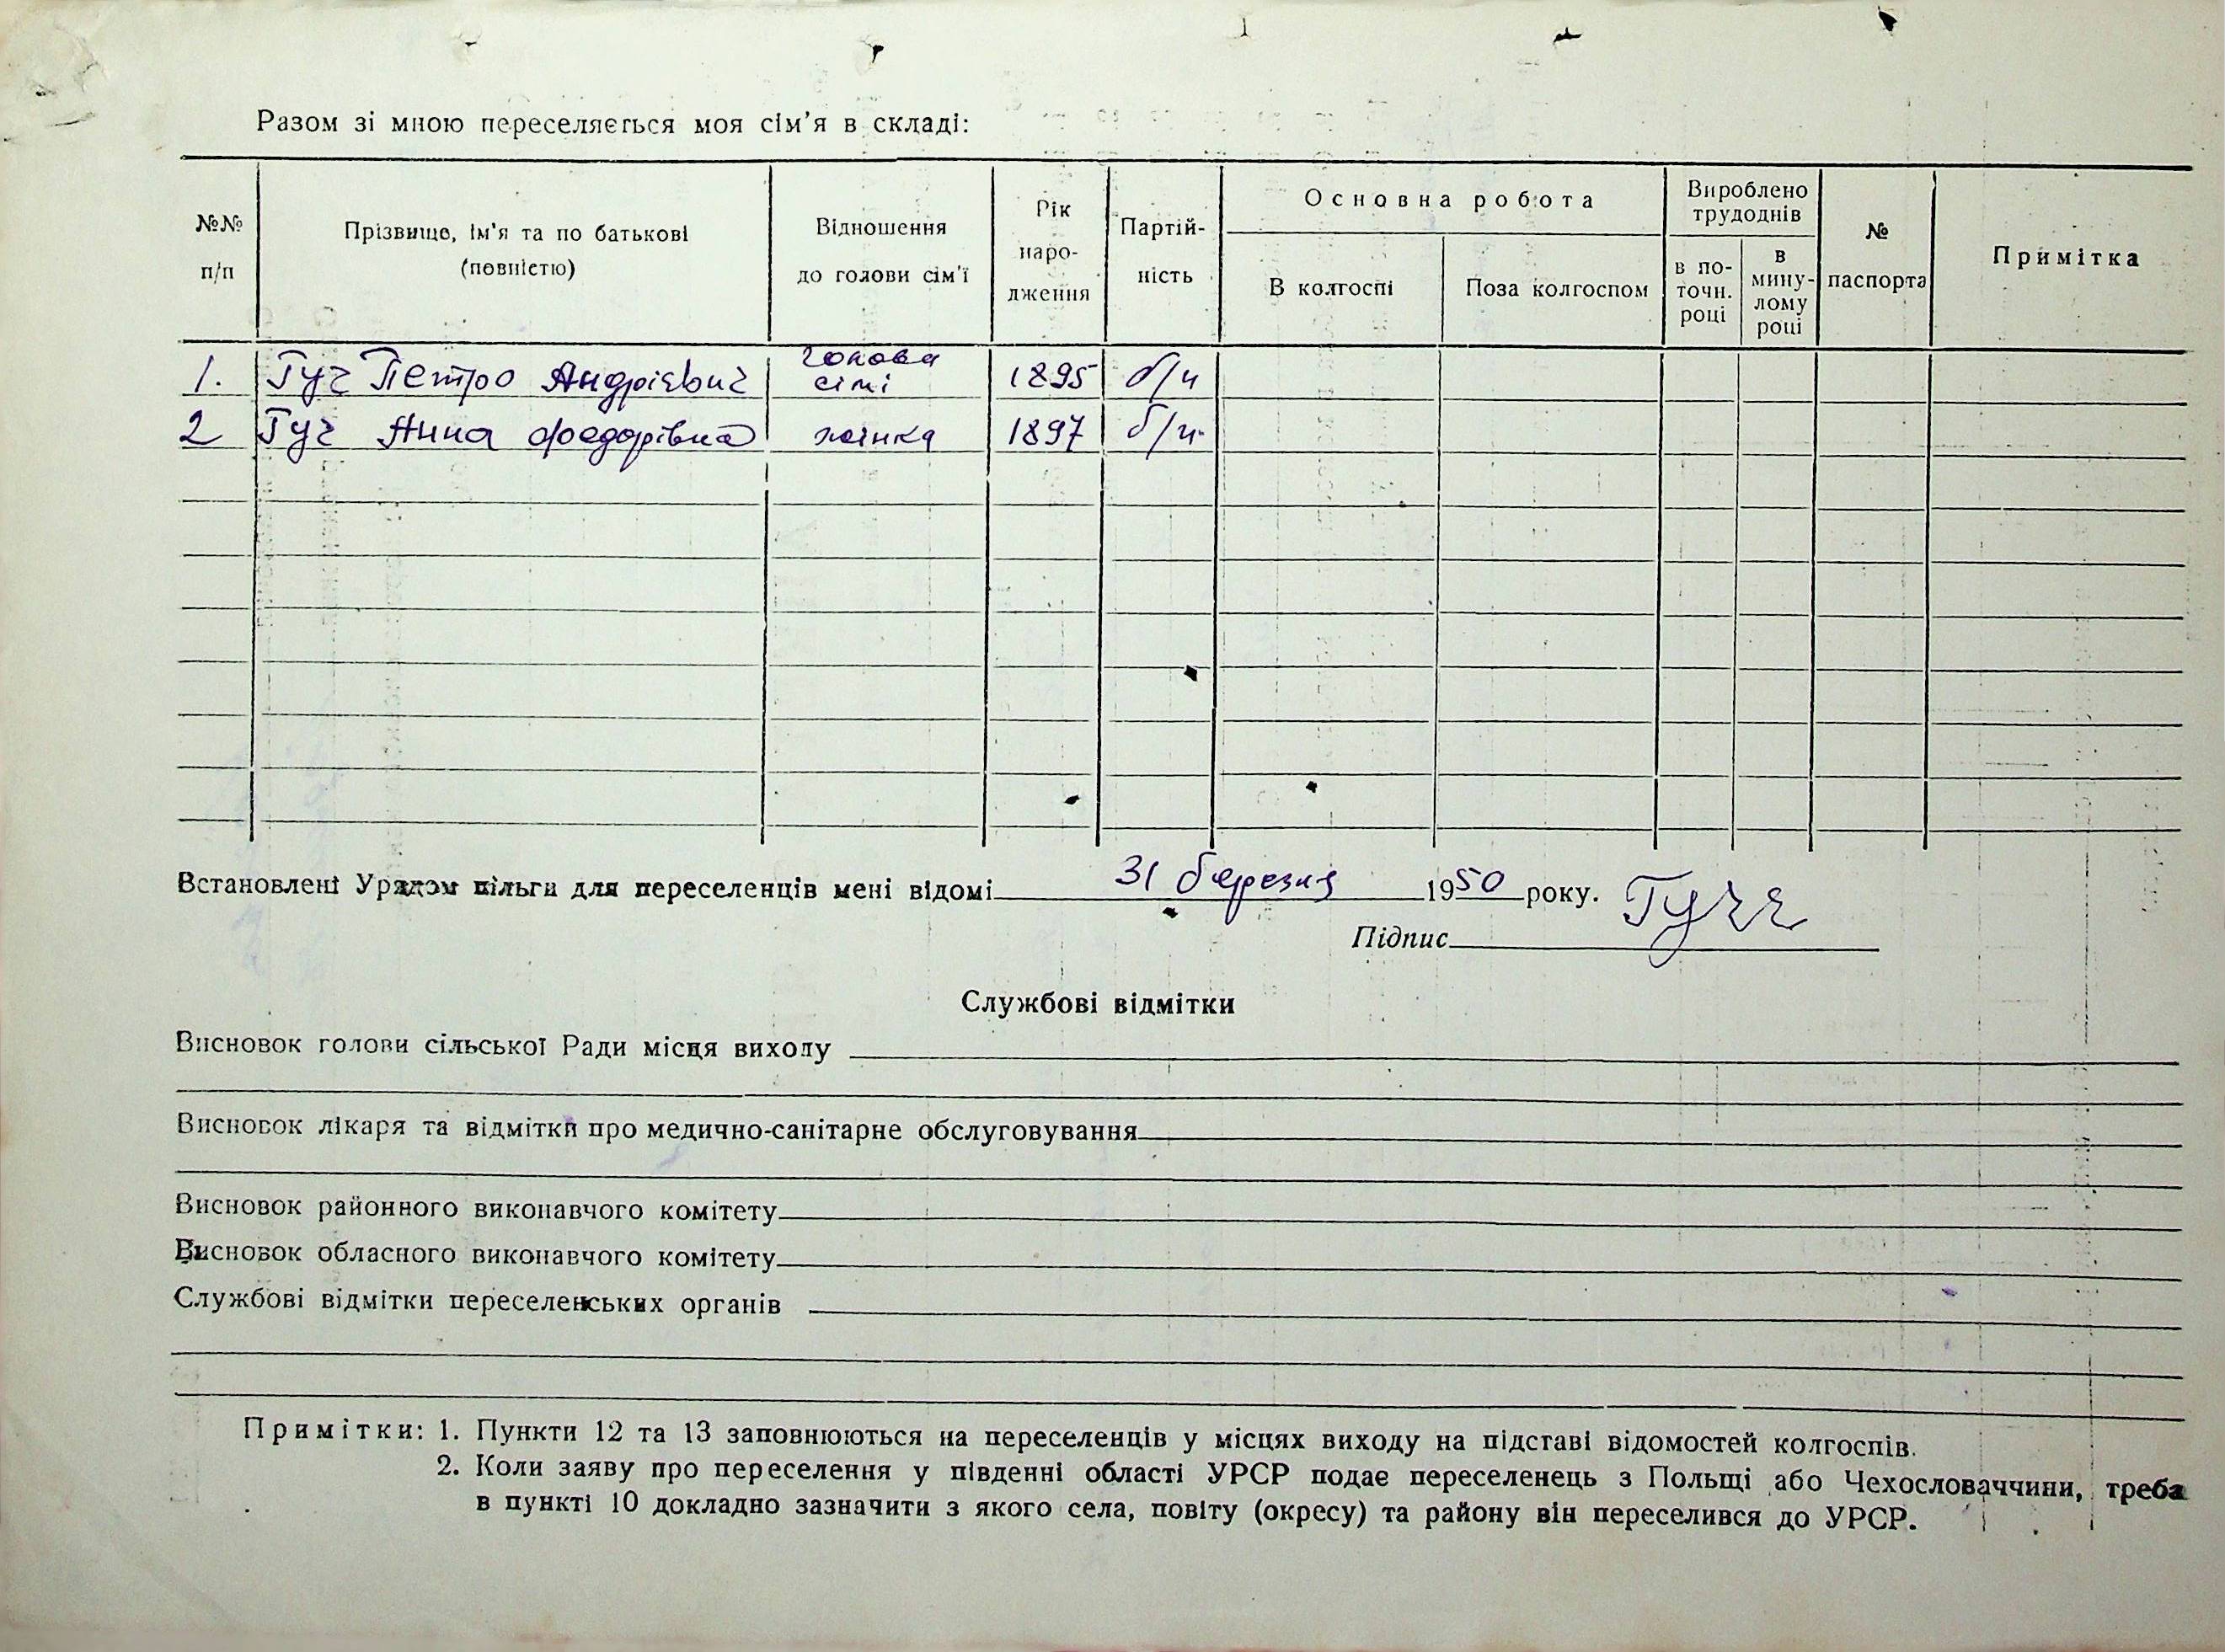 Разом зі мною переселяється моя сім'я в складі:
№№ п/п
Прізвище, ім'я та по батькові (повністю)
Відношення до голови сім'ї
Рік народження
Партійність
Основна робота
В колгоспі
Поза колгоспом
Вироблено трудоднів
в поточн. році
в минулому році
№ паспорта
Примітка
1. Гуч Петро Андрієвич голова сімі 1895 б/п
2 Гуч Анна Федорівна жінка 1897 б/п
Встановлені Урядом пільги для переселенців мені відомі 31 березня 1950 року.
Підпис Гуч
Службові відмітки
Висновок голови сільської Ради місця виходу
Висновок лікаря та відмітки про медично-санітарне обслуговування
Висновок районного виконавчого комітету
Висновок обласного виконавчого комітету
Службові відмітки переселенських органів
Примітки: 1. Пункти 12 та 13 заповнюються на переселенців у місцях виходу на підставі відомостей колгоспів.
2. Коли заяву про переселення у південні області УРСР подає переселенець з Польщі або Чехословаччини, треба
в пункті 10 докладно зазначити з якого села, повіту (окресу) та району він переселився до УРСР.